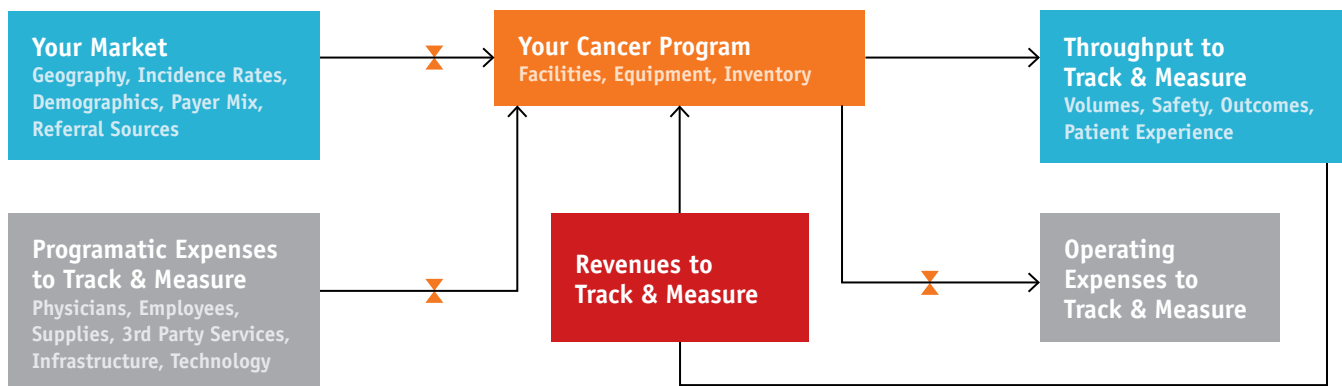 Your Market
Geography, Incidence Rates,
Demographics, Payer Mix,
Referral Sources
Your Cancer Program
Facilities, Equipment, Inventory
Throughput to
Track & Measure
Volumes, Safety, Outcomes,
Patient Experience
Programatic Expenses
to Track & Measure
Physicians, Employees,
Supplies, 3rd Party Services,
Infrastructure, Technology
Revenues to
Track & Measure
Operating
Expenses to
Track & Measure